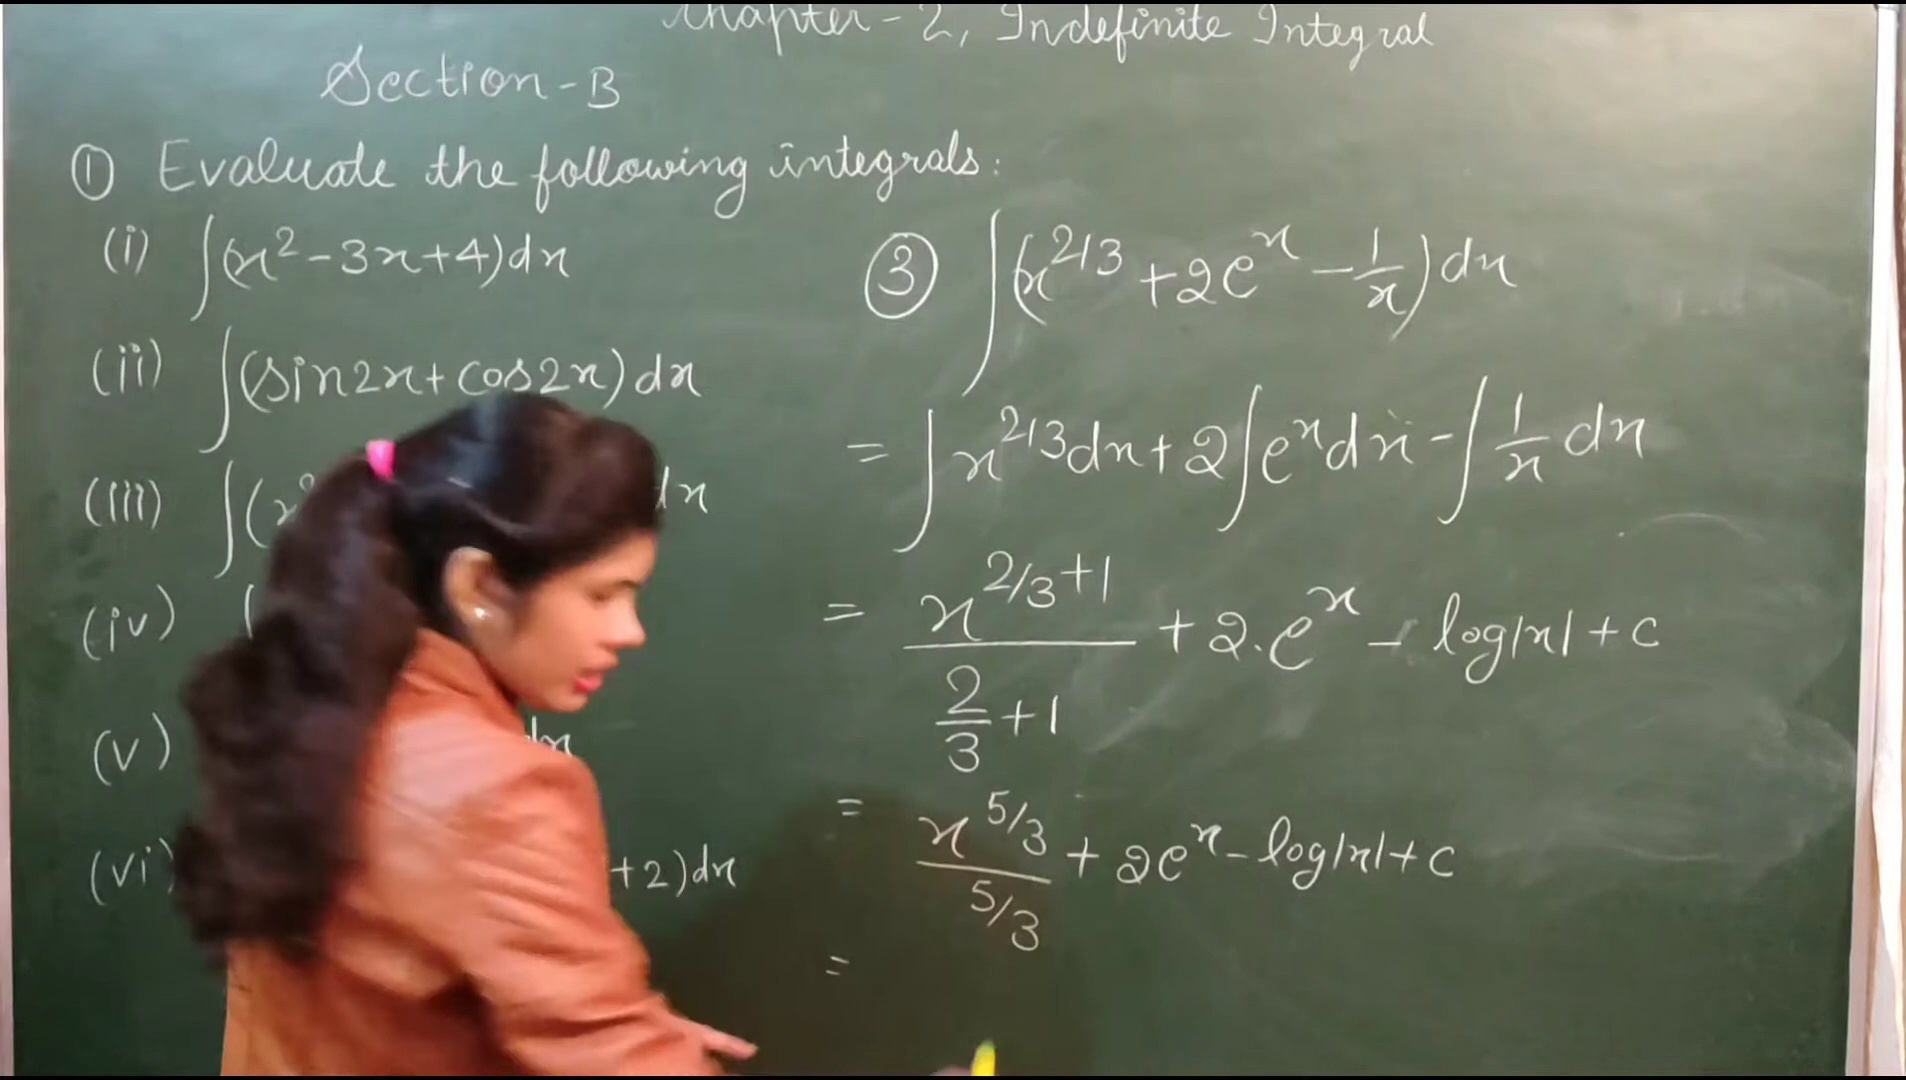 Chapter-2, Indefinite Integral
Section-B
① Evaluate the following integrals:
(i) ∫(x²-3x+4)dx
(ii) ∫(sin2x+cos2x)dx
(iii) ∫(x dx
(iv) (
(v) dx
(vi) +2)dx
③ ∫(x^2/3 +2e^x - 1/x)dx
= ∫x^2/3 dx + 2∫e^x dx - ∫1/x dx
= x^2/3+1 / 2/3+1 + 2.e^x - log|x| + c
= x^5/3 / 5/3 + 2e^x - log|x| + c
=